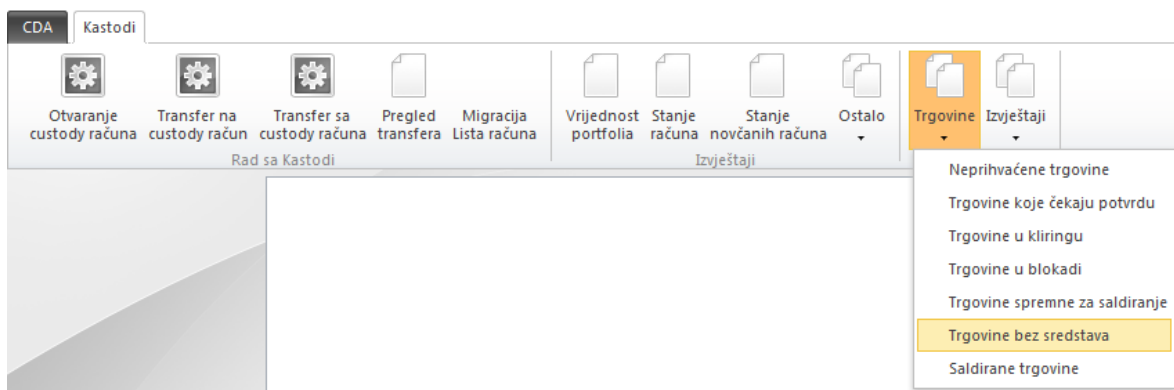 CDA Kastodi
Otvaranje custody računa
Transfer na custody račun
Transfer sa custody računa
Pregled transfera
Migracija Lista računa
Rad sa Kastodi
Vrijednost portfolia
Stanje računa
Stanje novčanih računa
Ostalo
Izvještaji
Trgovine
Izvještaji
Neprihvaćene trgovine
Trgovine koje čekaju potvrdu
Trgovine u kliringu
Trgovine u blokadi
Trgovine spremne za saldiranje
Trgovine bez sredstava
Saldirane trgovine